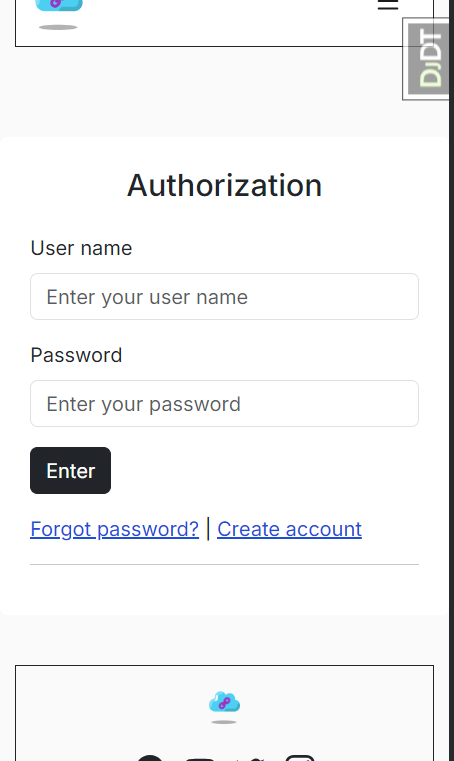 DJDT
Authorization
User name
Enter your user name
Password
Enter your password
Enter
Forgot password? | Create account